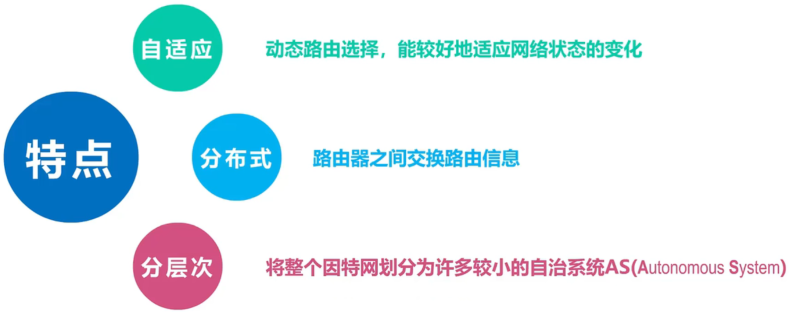 特点
自适应
动态路由选择，能较好地适应网络状态的变化
分布式
路由器之间交换路由信息
分层次
将整个因特网划分为许多较小的自治系统AS(Autonomous System)